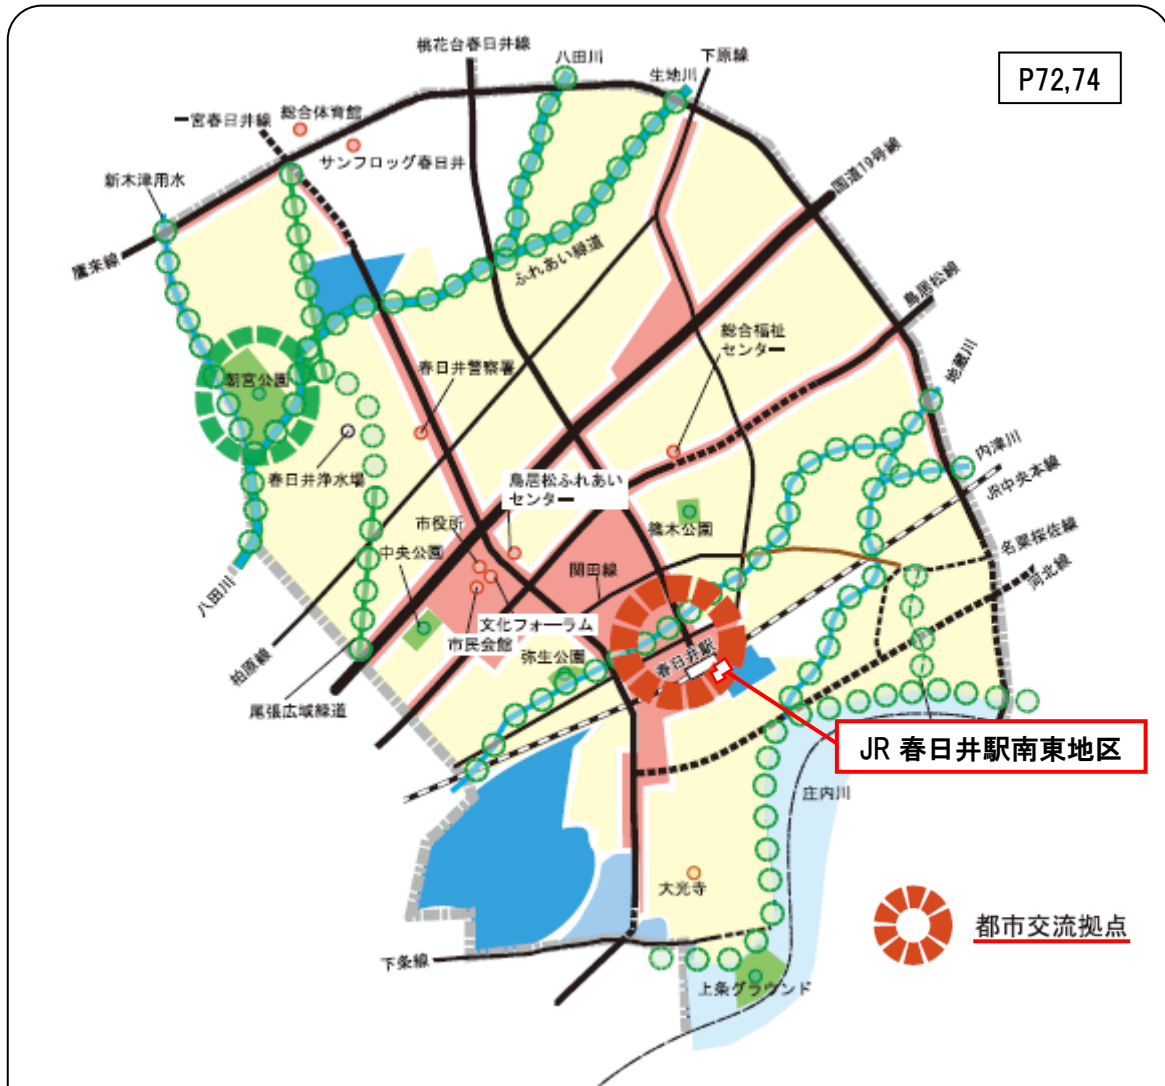 桃花台春日井線
八田川
下原線
P72,74
生地川
一宮春日井線
総合体育館
サンフロッグ春日井
国道19号線
新木津用水
鷹来線
ふれあい緑道
鳥居松線
総合福祉
センター
春日井警察署
地蔵川
朝宮公園
内津川
JR中央本線
春日井浄水場
鳥居松ふれあい
センター
市役所
篠木公園
中央公園
名粟桜佐線
関田線
河北線
八田川
文化フォーラム
市民会館
弥生公園
春日井駅
柏原線
尾張広域緑道
JR 春日井駅南東地区
庄内川
大光寺
都市交流拠点
下条線
上条グラウンド